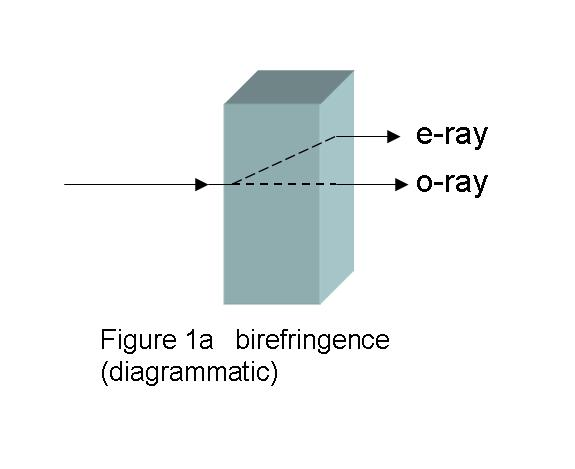 e-ray
o-ray
Figure 1a   birefringence
(diagrammatic)